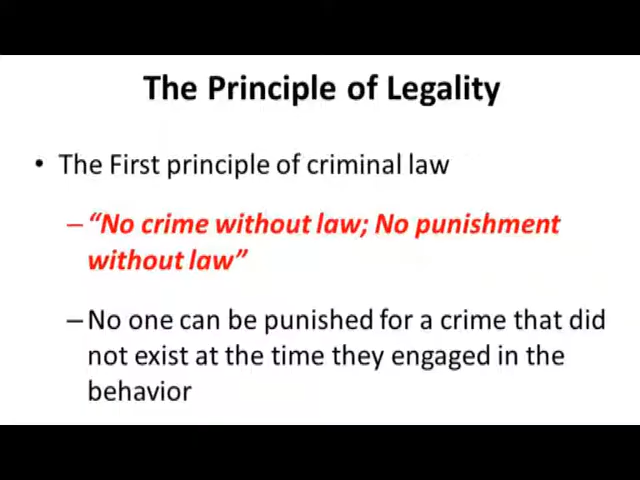 The Principle of Legality
• The First principle of criminal law
– “No crime without law; No punishment
without law”
– No one can be punished for a crime that did
not exist at the time they engaged in the
behavior